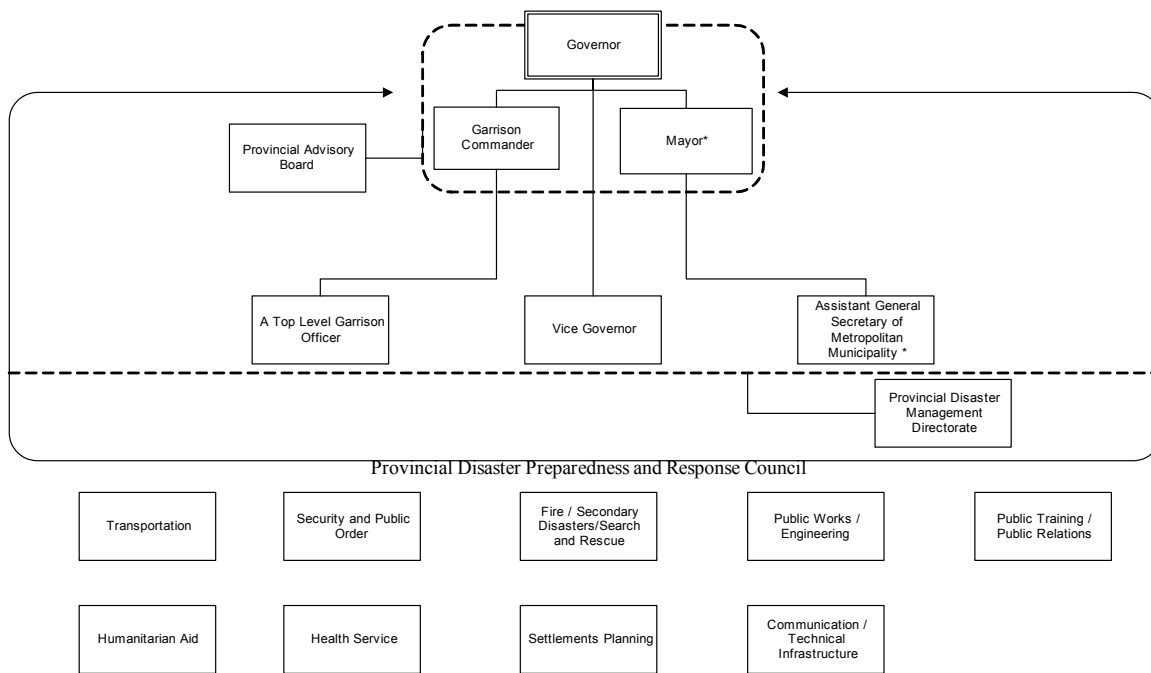 Governor
Garrison
Commander
Mayor*
Provincial Advisory
Board
A Top Level Garrison
Officer
Vice Governor
Assistant General
Secretary of
Metropolitan
Municipality *
Provincial Disaster
Management
Directorate
Provincial Disaster Preparedness and Response Council
Transportation
Security and Public
Order
Fire / Secondary
Disasters/Search
and Rescue
Public Works /
Engineering
Public Training /
Public Relations
Humanitarian Aid
Health Service
Settlements Planning
Communication /
Technical
Infrastructure